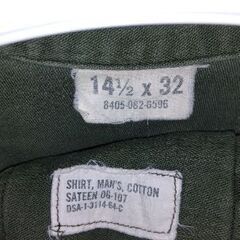 14½ x 32
8405-082-6596
SHIRT, MAN'S, COTTON
SATEEN OG-107
DSA-1-3114-64-C